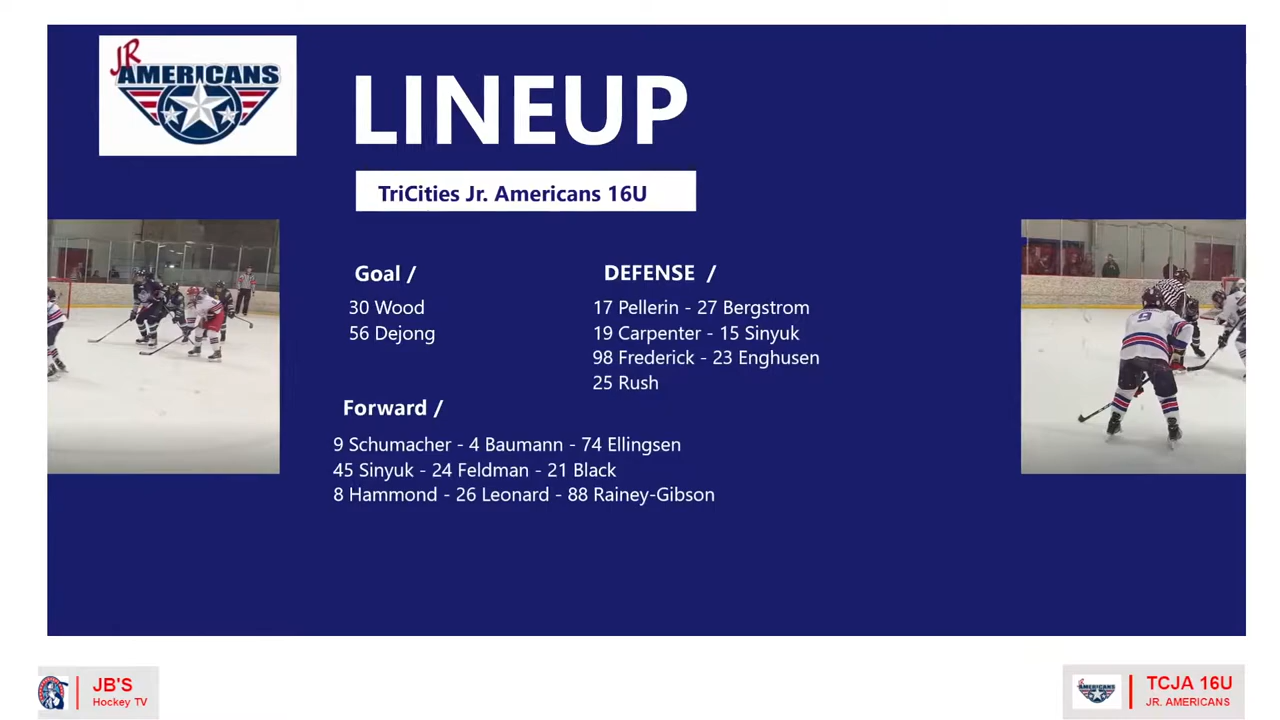 JR
AMERICANS
LINEUP
TriCities Jr. Americans 16U
Goal /
30 Wood
56 Dejong
DEFENSE /
17 Pellerin - 27 Bergstrom
19 Carpenter - 15 Sinyuk
98 Frederick - 23 Enghusen
25 Rush
Forward /
9 Schumacher - 4 Baumann - 74 Ellingsen
45 Sinyuk - 24 Feldman - 21 Black
8 Hammond - 26 Leonard - 88 Rainey-Gibson
9
JB'S
Hockey TV
AMERICANS
TCJA 16U
JR. AMERICANS